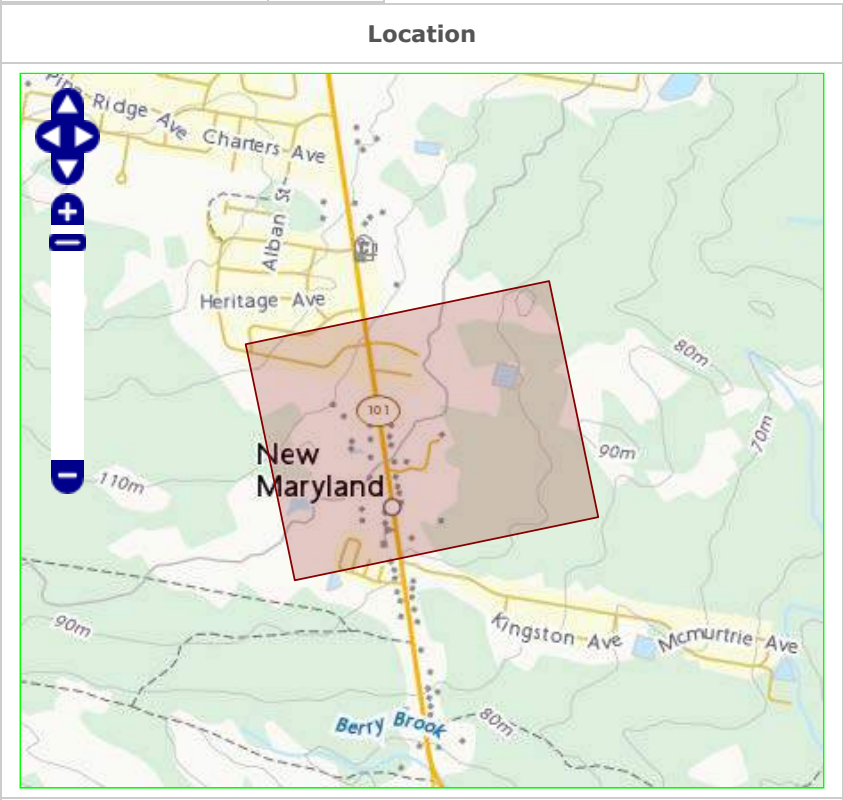 Location
Pine Ridge Ave
Charters Ave
Alban St
Heritage Ave
80m
101
70m
New
Maryland
90m
110m
90m
Kingston Ave
Mcmurtrie Ave
Berry Brook
80m